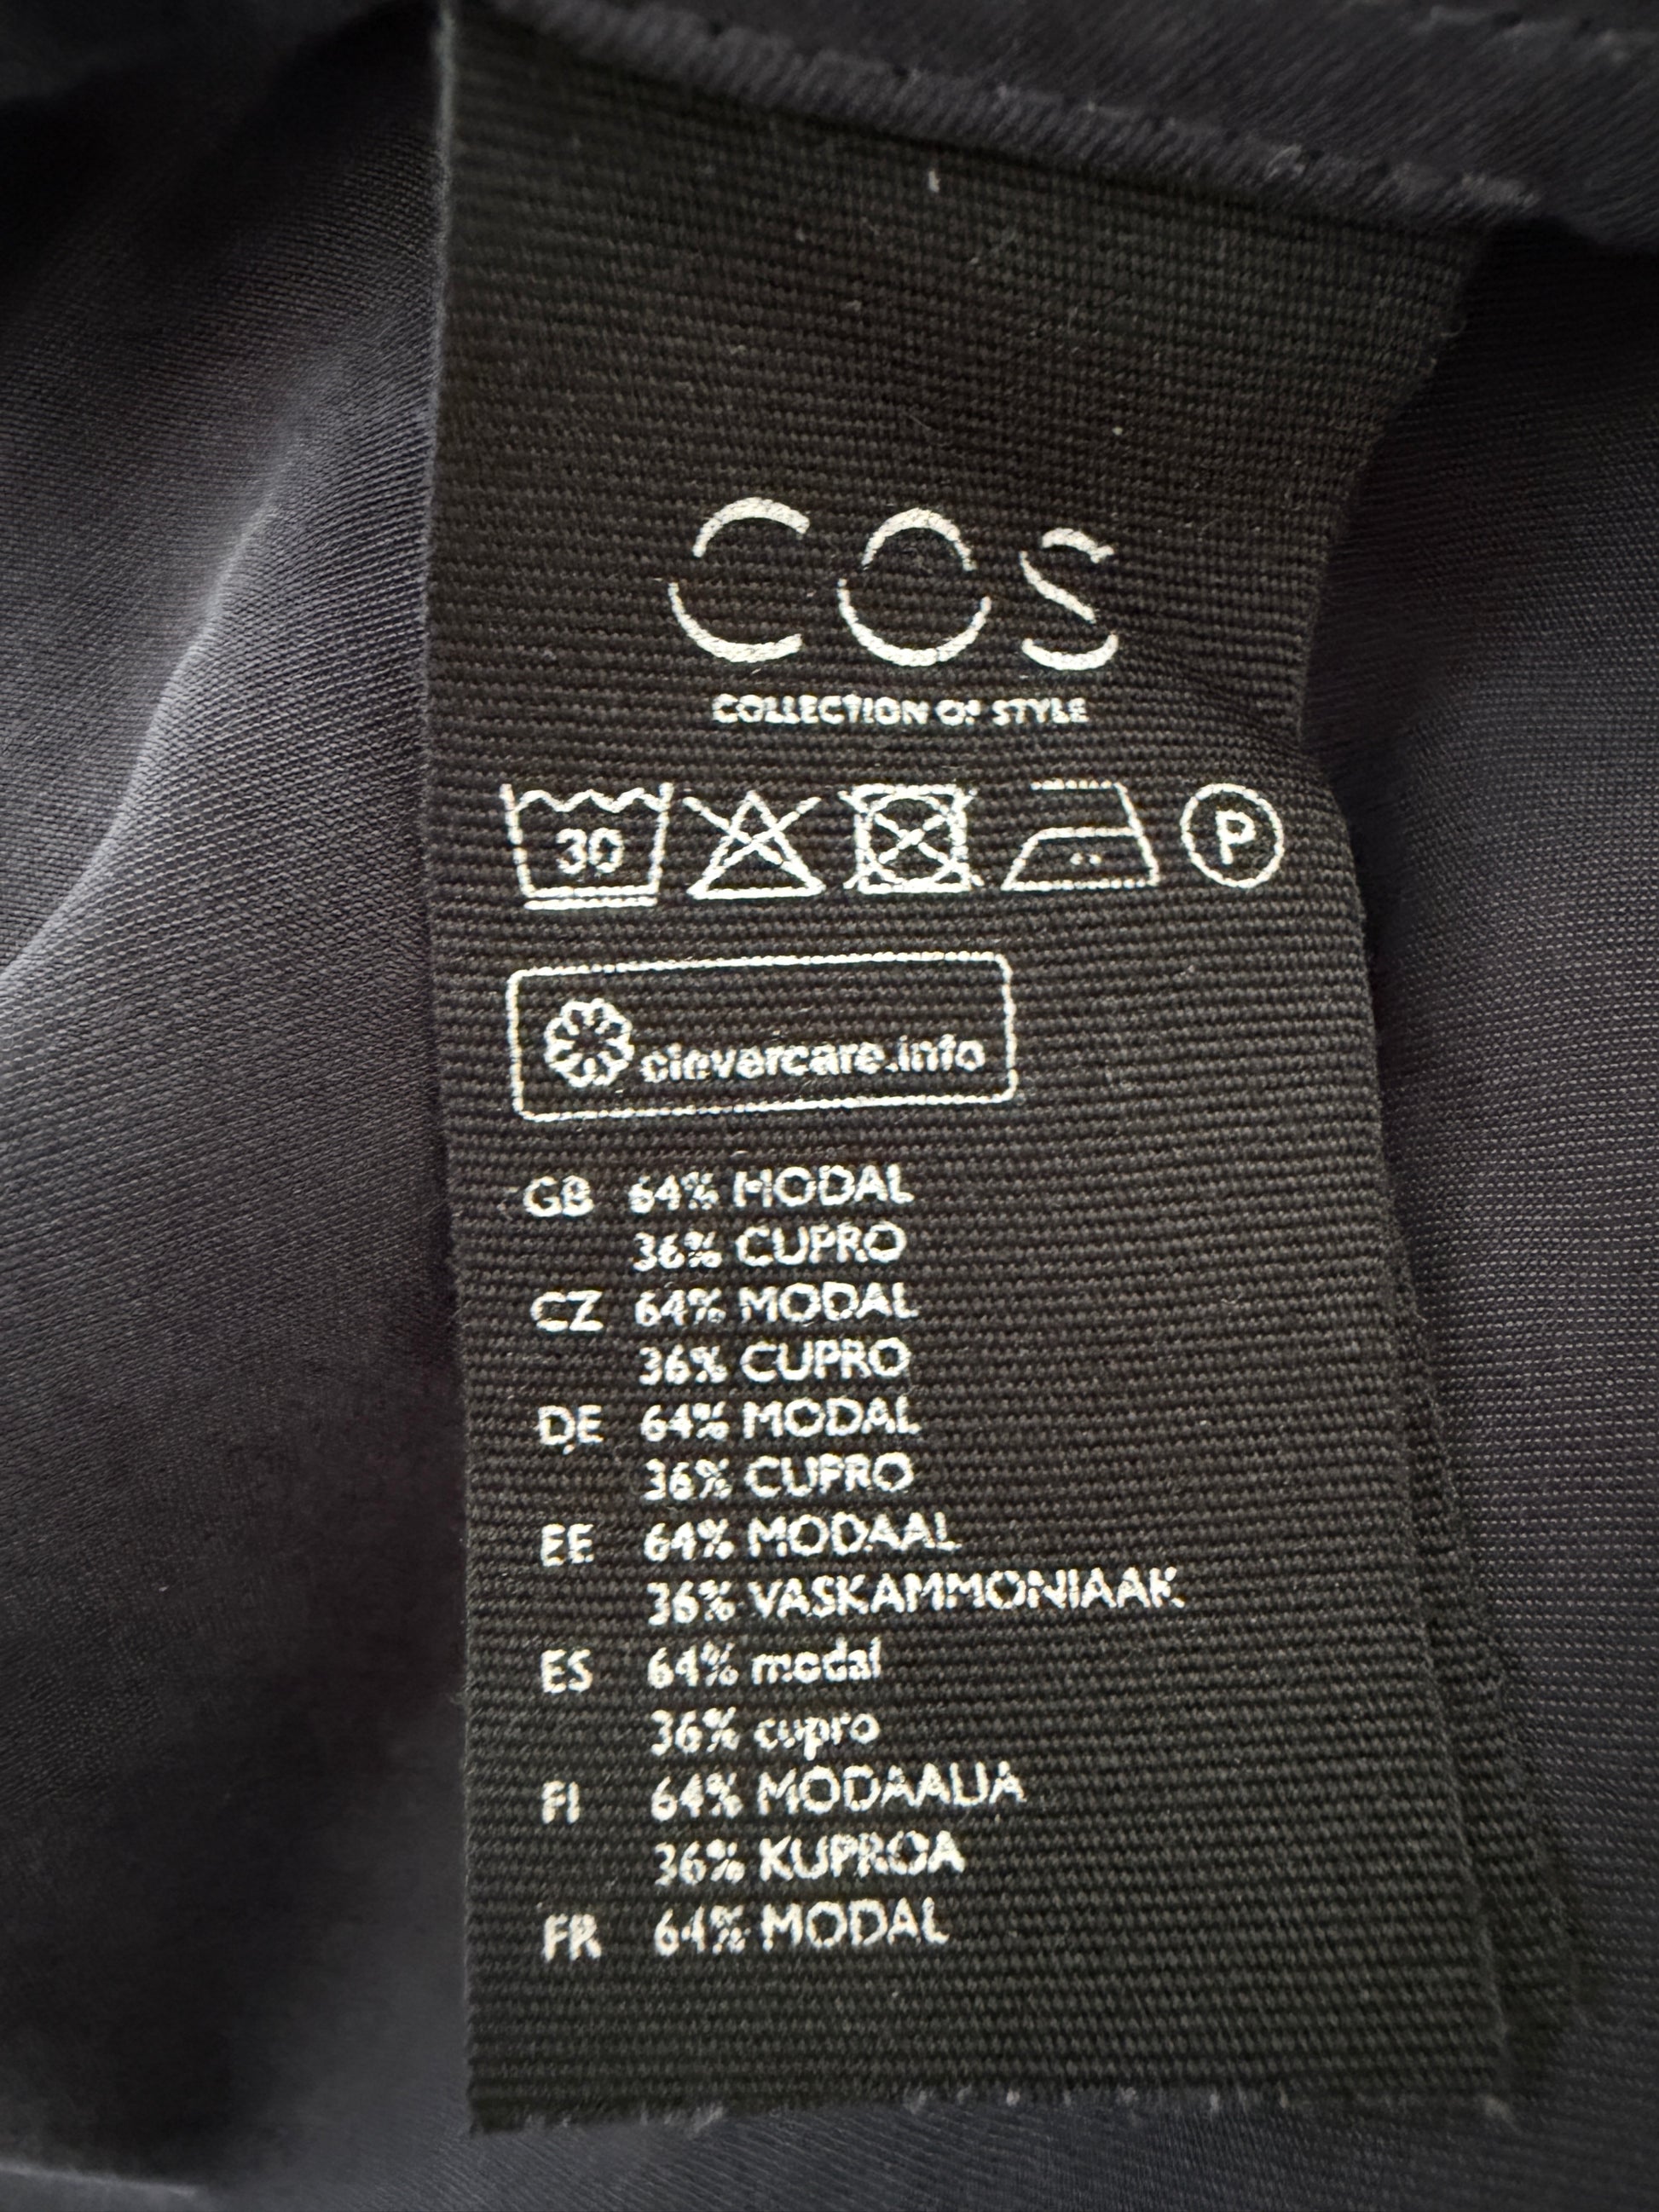 COS
COLLECTION OF STYLE
30 P
clevercare.info
GB 64% MODAL
36% CUPRO
CZ 64% MODAL
36% CUPRO
DE 64% MODAL
36% CUPRO
EE 64% MODAAL
36% VASKAMMONIAAK
ES 64% modal
36% cupro
FI 64% MODAALIA
36% KUPROA
FR 64% MODAL